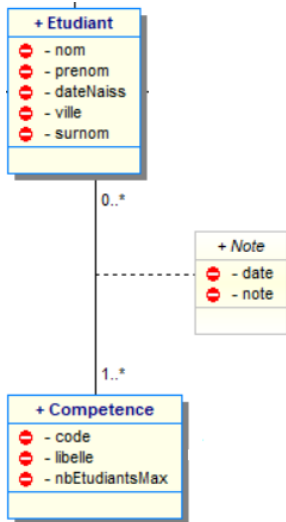 + Etudiant
- nom
- prenom
- dateNaiss
- ville
- surnom
0..*
+ Note
- date
- note
1..*
+ Competence
- code
- libelle
- nbEtudiantsMax